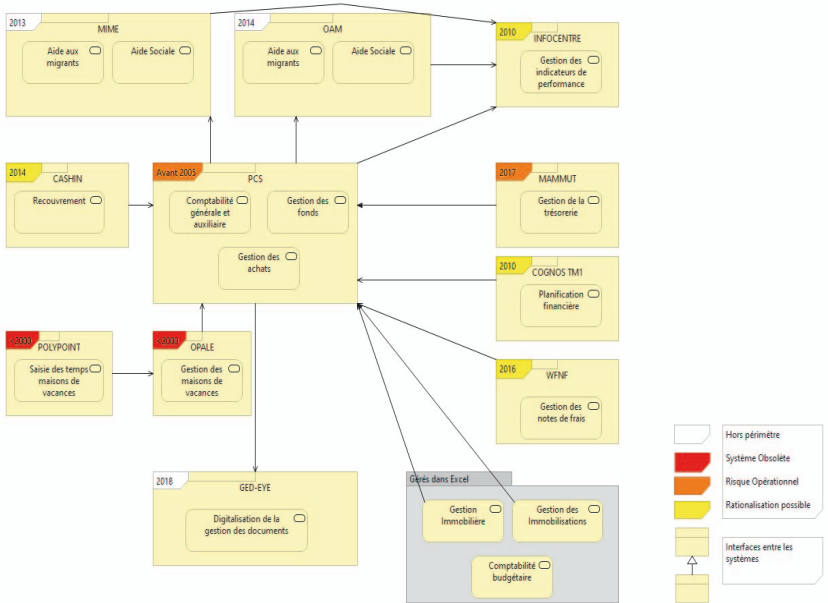 2013
MIME
Aide aux
migrants
Aide Sociale
2014
OAM
Aide aux
migrants
Aide Sociale
2010
INFOCENTRE
Gestion des
indicateurs de
performance
2014
CASHIN
Recouvrement
Avant 2005
PCS
Comptabilité
générale et
auxiliaire
Gestion des
fonds
Gestion des
achats
2017
MAMMUT
Gestion de la
trésorerie
2010
COGNOS TM1
Planification
financière
<2000
POLYPOINT
Saisie des temps
maisons de
vacances
<2000
OPALE
Gestion des
maisons de
vacances
2016
WFNF
Gestion des
notes de frais
2018
GED-EYE
Digitalisation de la
gestion des documents
Gérés dans Excel
Gestion
Immobilière
Gestion des
Immobilisations
Comptabilité
budgétaire
Hors périmètre
Système Obsolète
Risque Opérationnel
Rationalisation possible
Interfaces entre les
systèmes